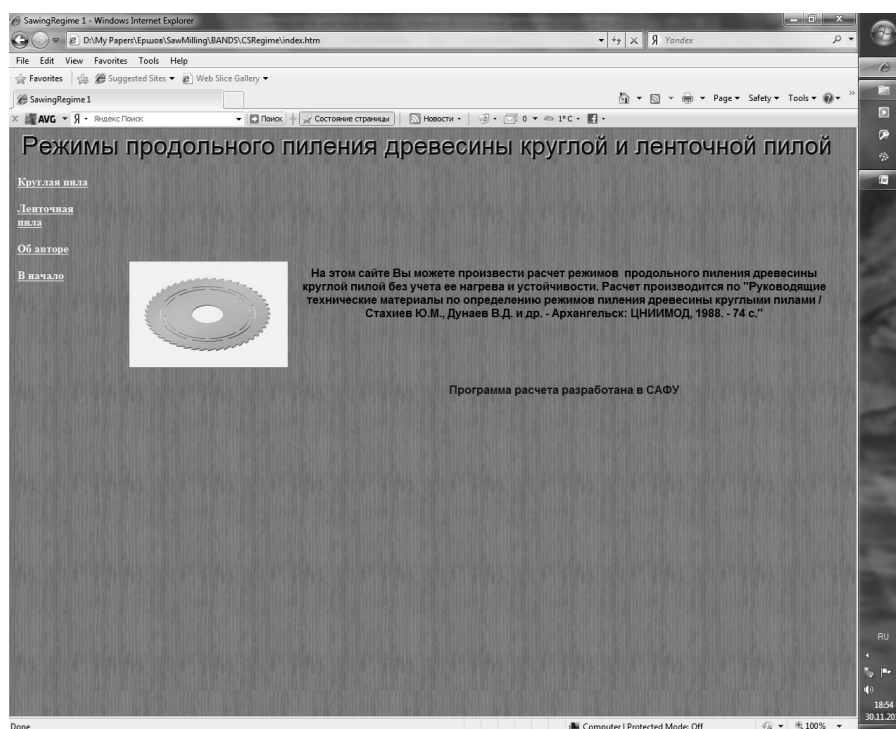 SawingRegime 1 - Windows Internet Explorer
D:\My Papers\Ершов\SawMilling\BANDS\CSRegime\index.htm
Yandex
File Edit View Favorites Tools Help
Favorites Suggested Sites Web Slice Gallery
SawingRegime 1
Page Safety Tools
AVG Я Яндекс.Поиск Поиск Состояние страницы Новости 0 1° C
Режимы продольного пиления древесины круглой и ленточной пилой
Круглая пила
Ленточная
пила
Об авторе
В начало
На этом сайте Вы можете произвести расчет режимов продольного пиления древесины
круглой пилой без учета ее нагрева и устойчивости. Расчет производится по "Руководящие
технические материалы по определению режимов пиления древесины круглыми пилами /
Стахиев Ю.М., Дунаев В.Д. и др. - Архангельск: ЦНИИМОД, 1988. - 74 с."
Программа расчета разработана в САФУ
RU
18:54
30.11.20
Done
Computer | Protected Mode: Off
100%